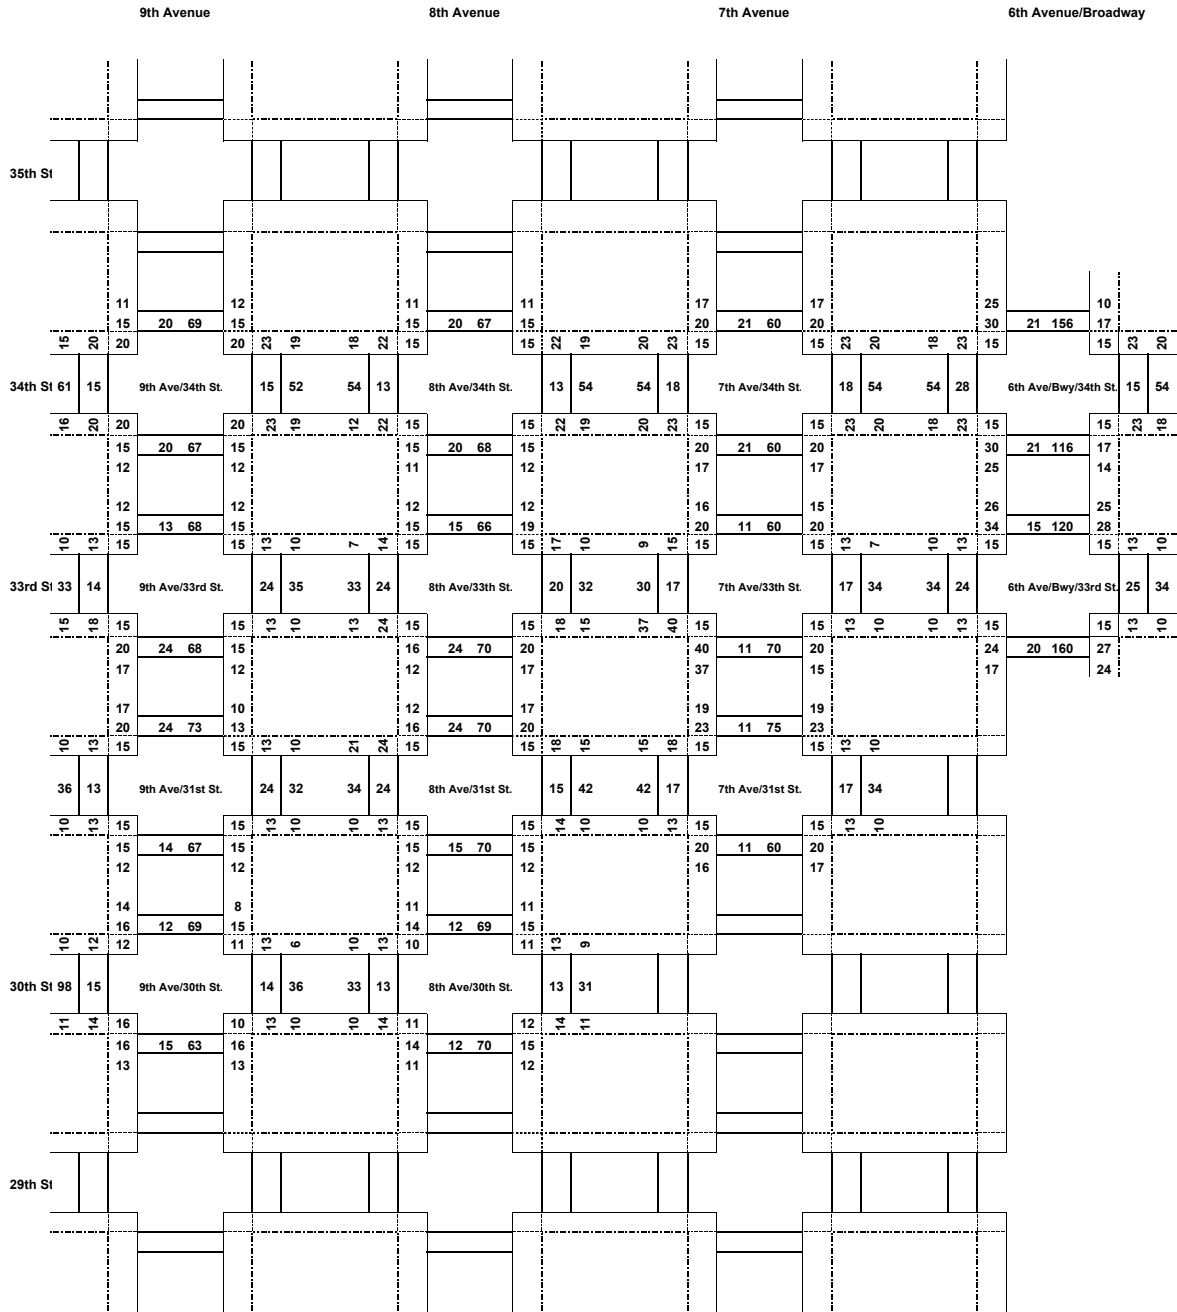 9th Avenue 8th Avenue 7th Avenue 6th Avenue/Broadway
35th St
11 12 11 11 17 17 25 10
15 20 69 15 15 20 67 15 20 21 60 20 30 21 156 17
15 20 20 20 23 19 18 22 15 15 22 19 20 23 15 15 23 20 18 23 15 15 23 20
34th St 61 15 9th Ave/34th St. 15 52 54 13 8th Ave/34th St. 13 54 54 18 7th Ave/34th St. 18 54 54 28 6th Ave/Bwy/34th St. 15 54
16 20 20 20 23 19 12 22 15 15 22 19 20 23 15 15 23 20 18 23 15 15 23 18
15 20 67 15 15 20 68 15 20 21 60 20 30 21 116 17
12 12 11 12 17 17 25 14
12 12 12 12 16 15 26 25
15 13 68 15 15 15 66 19 20 11 60 20 34 15 120 28
10 13 15 15 13 10 7 14 15 15 17 10 9 15 15 15 13 7 10 13 15 15 13 10
33rd St 33 14 9th Ave/33rd St. 24 35 33 24 8th Ave/33th St. 20 32 30 17 7th Ave/33th St. 17 34 34 24 6th Ave/Bwy/33rd St. 25 34
15 18 15 15 13 10 13 24 15 15 18 15 37 40 15 15 13 10 10 13 15 15 13 10
20 24 68 15 16 24 70 20 40 11 70 20 24 20 160 27
17 12 12 17 37 15 17 24
17 10 12 17 19 19
20 24 73 13 16 24 70 20 23 11 75 23
10 13 15 15 13 10 21 24 15 15 18 15 15 18 15 15 13 10
36 13 9th Ave/31st St. 24 32 34 24 8th Ave/31st St. 15 42 42 17 7th Ave/31st St. 17 34
10 13 15 15 13 10 10 13 15 15 14 10 10 13 15 15 13 10
15 14 67 15 15 15 70 15 20 11 60 20
12 12 12 12 16 17
14 8 11 11
16 12 69 15 14 12 69 15
10 12 12 11 13 6 10 13 10 11 13 9
30th St 98 15 9th Ave/30th St. 14 36 33 13 8th Ave/30th St. 13 31
11 14 16 10 13 10 10 14 11 12 14 11
16 15 63 16 14 12 70 15
13 13 11 12
29th St